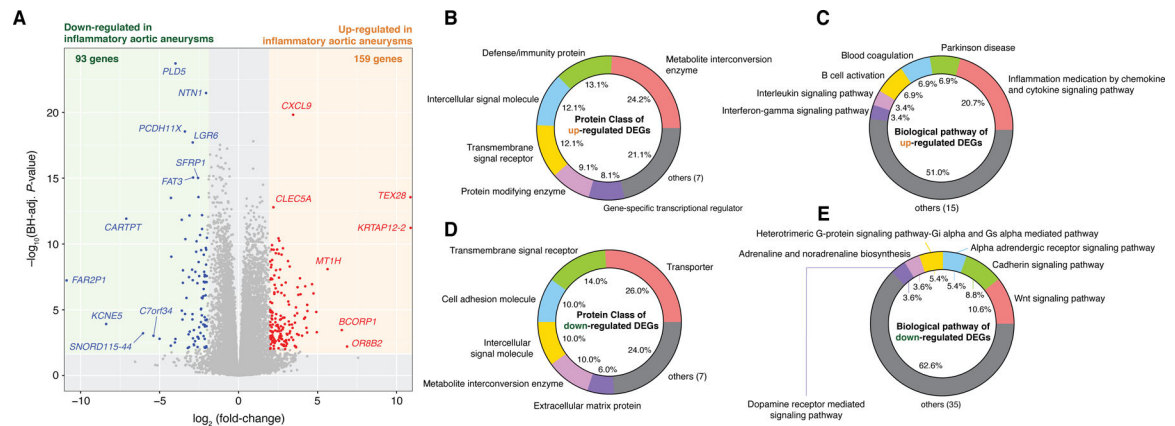 A
Down-regulated in
inflammatory aortic aneurysms
Up-regulated in
inflammatory aortic aneurysms
93 genes
159 genes
PLD5
NTN1
CXCL9
PCDH11X
LGR6
SFRP1
FAT3
CLEC5A
TEX28
CARTPT
KRTAP12-2
MT1H
FAR2P1
KCNE5
C7orf34
BCORP1
SNORD115-44
OR8B2
20
15
10
5
0
−10
−5
0
5
10
−log10(BH-adj. P-value)
log2 (fold-change)
B
Defense/immunity protein
Metabolite interconversion
enzyme
Intercellular signal molecule
Transmembrane
signal receptor
Protein modifying enzyme
Gene-specific transcriptional regulator
others (7)
13.1%
24.2%
12.1%
12.1%
9.1%
8.1%
21.1%
Protein Class of
up-regulated DEGs
C
Parkinson disease
Blood coagulation
B cell activation
Interleukin signaling pathway
Interferon-gamma signaling pathway
Inflammation medication by chemokine
and cytokine signaling pathway
6.9%
6.9%
6.9%
3.4%
3.4%
20.7%
51.0%
Biological pathway of
up-regulated DEGs
others (15)
D
Transmembrane signal receptor
Transporter
Cell adhesion molecule
Intercellular
signal molecule
Metabolite interconversion enzyme
Extracellular matrix protein
others (7)
14.0%
26.0%
10.0%
10.0%
10.0%
6.0%
24.0%
Protein Class of
down-regulated DEGs
E
Heterotrimeric G-protein signaling pathway-Gi alpha and Gs alpha mediated pathway
Alpha adrenergic receptor signaling pathway
Adrenaline and noradrenaline biosynthesis
Cadherin signaling pathway
Wnt signaling pathway
5.4%
5.4%
3.6%
3.6%
8.8%
10.6%
62.6%
Biological pathway of
down-regulated DEGs
Dopamine receptor mediated
signaling pathway
others (35)